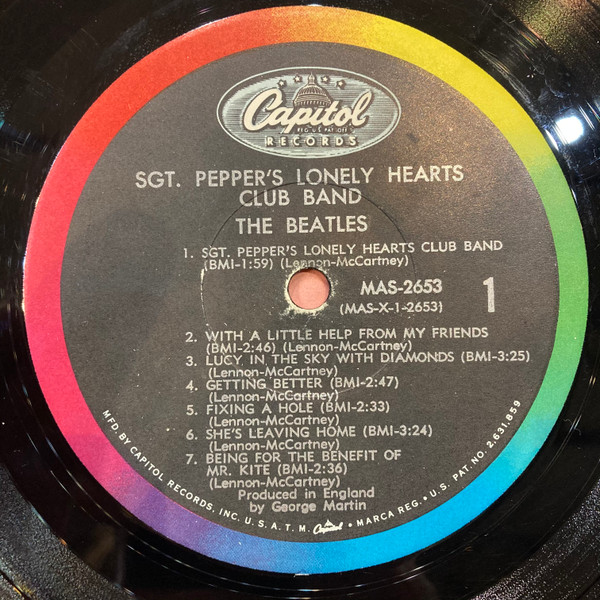 Capitol
REG. U.S. PAT. OFF.
RECORDS
SGT. PEPPER'S LONELY HEARTS
CLUB BAND
THE BEATLES
1. SGT. PEPPER'S LONELY HEARTS CLUB BAND
(BMI-1:59) (Lennon-McCartney)
MAS-2653
(MAS-X-1-2653)
1
2. WITH A LITTLE HELP FROM MY FRIENDS
(BMI-2:46) (Lennon-McCartney)
3. LUCY IN THE SKY WITH DIAMONDS (BMI-3:25)
(Lennon-McCartney)
4. GETTING BETTER (BMI-2:47)
(Lennon-McCartney)
5. FIXING A HOLE (BMI-2:33)
(Lennon-McCartney)
6. SHE'S LEAVING HOME (BMI-3:24)
(Lennon-McCartney)
7. BEING FOR THE BENEFIT OF
MR. KITE (BMI-2:36)
(Lennon-McCartney)
Produced in England
by George Martin
MFD. BY CAPITOL RECORDS, INC. U.S.A. T.M. Capitol • MARCA REG. • U.S. PAT. NO. 2,631,859